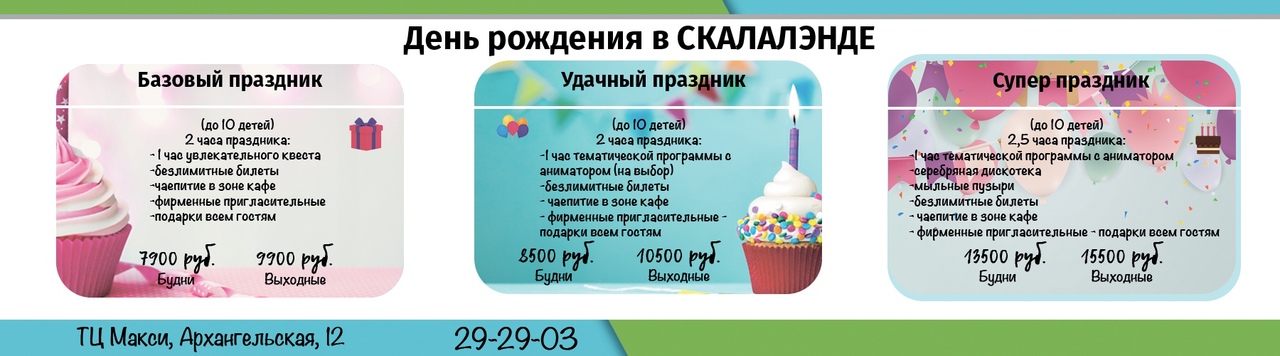 День рождения в СКАЛАЛЭНДЕ
Базовый праздник
(до 10 детей)
2 часа праздника:
-1 час увлекательного квеста
-безлимитные билеты
-чаепитие в зоне кафе
-фирменные пригласительные
-подарки всем гостям
7900 руб. 9900 руб.
Будни Выходные
Удачный праздник
(до 10 детей)
2 часа праздника:
-1 час тематической программы с
аниматором (на выбор)
-безлимитные билеты
- чаепитие в зоне кафе
- фирменные пригласительные -
подарки всем гостям
8500 руб. 10500 руб.
Будни Выходные
Супер праздник
(до 10 детей)
2,5 часа праздника:
-1 час тематической программы с аниматором
-серебряная дискотека
-мыльные пузыри
-безлимитные билеты
- чаепитие в зоне кафе
- фирменные пригласительные - подарки всем гостям
13500 руб. 15500 руб.
Будни Выходные
ТЦ Макси, Архангельская, 12 29-29-03